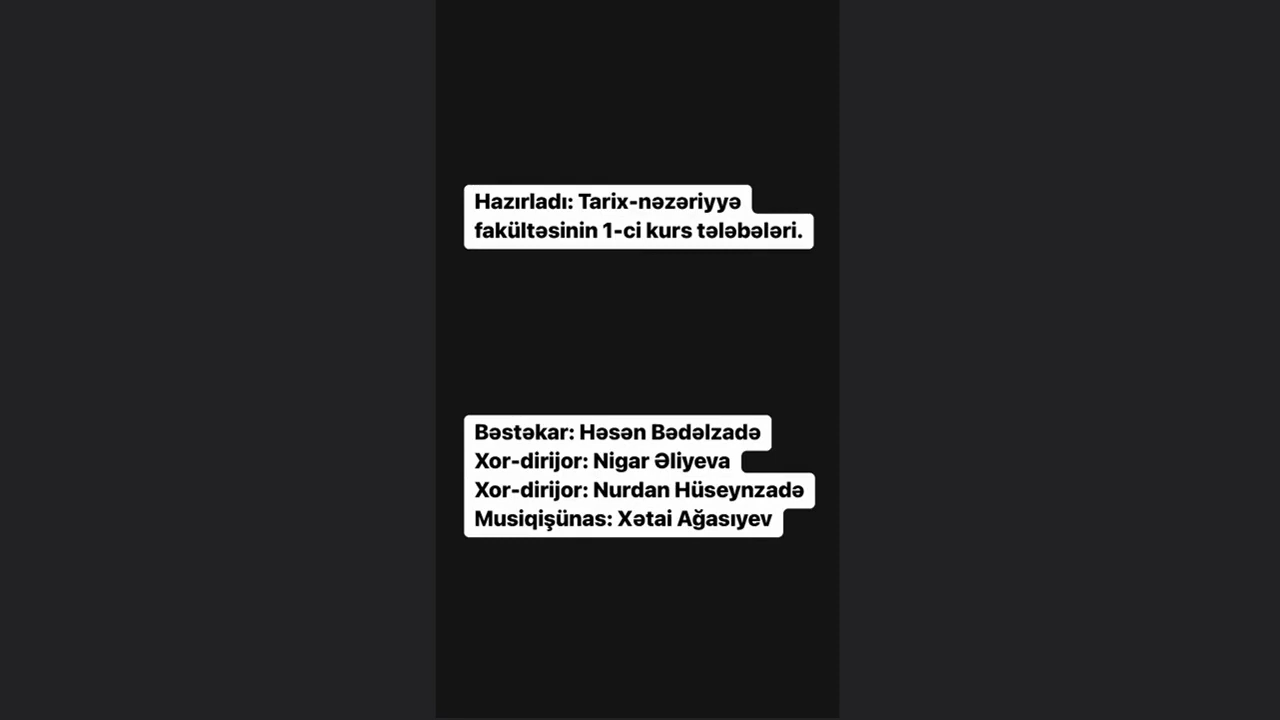 Hazırladı: Tarix-nəzəriyyə
fakültəsinin 1-ci kurs tələbələri.
Bəstəkar: Həsən Bədəlzadə
Xor-dirijor: Nigar Əliyeva
Xor-dirijor: Nurdan Hüseynzadə
Musiqişünas: Xətai Ağasıyev